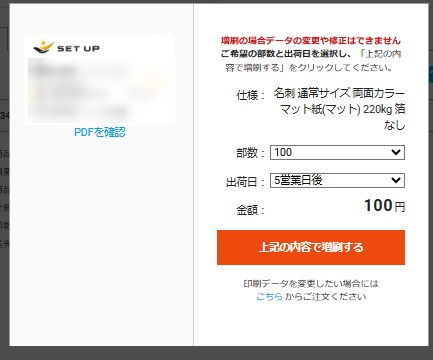 SET UP
PDFを確認
増刷の場合データの変更や修正はできません
ご希望の部数と出荷日を選択し、「上記の内
容で増刷する」をクリックしてください。
仕様： 名刺 通常サイズ 両面カラー
マット紙(マット) 220kg 箔
なし
部数： 100
出荷日： 5営業日後
金額： 100円
上記の内容で増刷する
印刷データを変更したい場合には
こちら からご注文ください